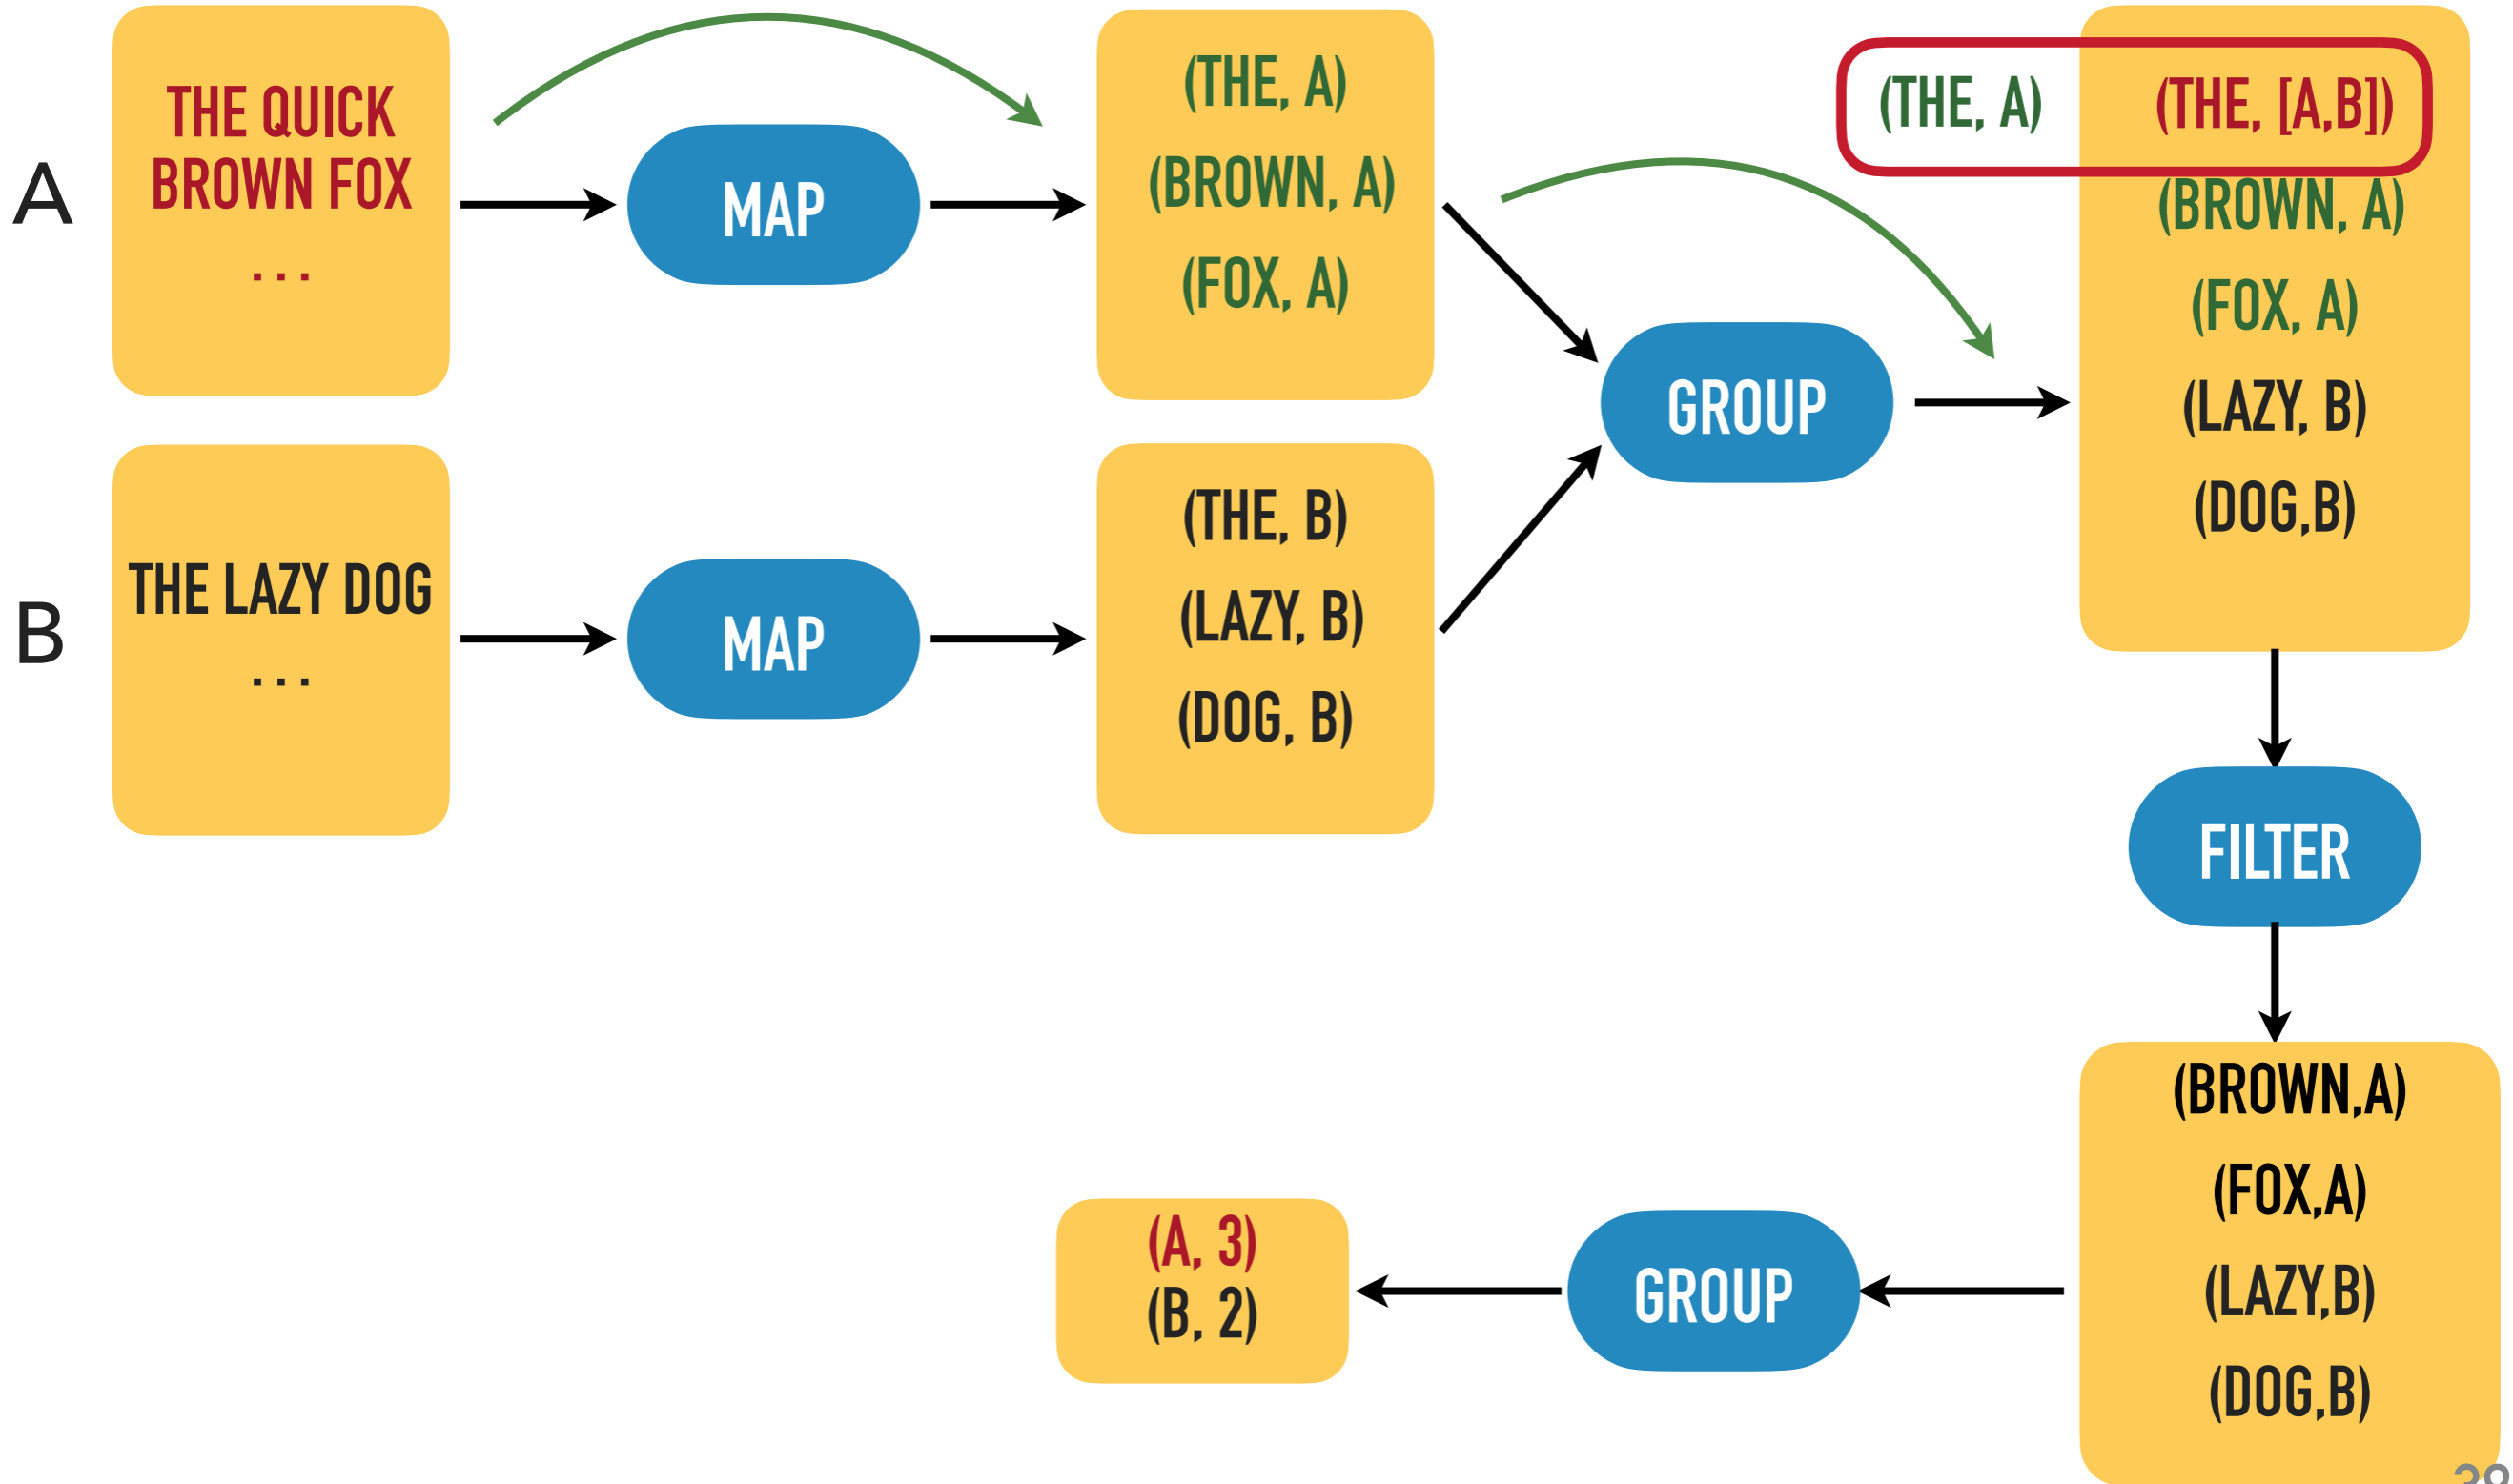 A
THE QUICK
BROWN FOX
...
MAP
(THE, A)
(BROWN, A)
(FOX, A)
B
THE LAZY DOG
...
MAP
(THE, B)
(LAZY, B)
(DOG, B)
GROUP
(THE, A) (THE, [A,B])
(BROWN, A)
(FOX, A)
(LAZY, B)
(DOG,B)
FILTER
(BROWN,A)
(FOX,A)
(LAZY,B)
(DOG,B)
GROUP
(A, 3)
(B, 2)